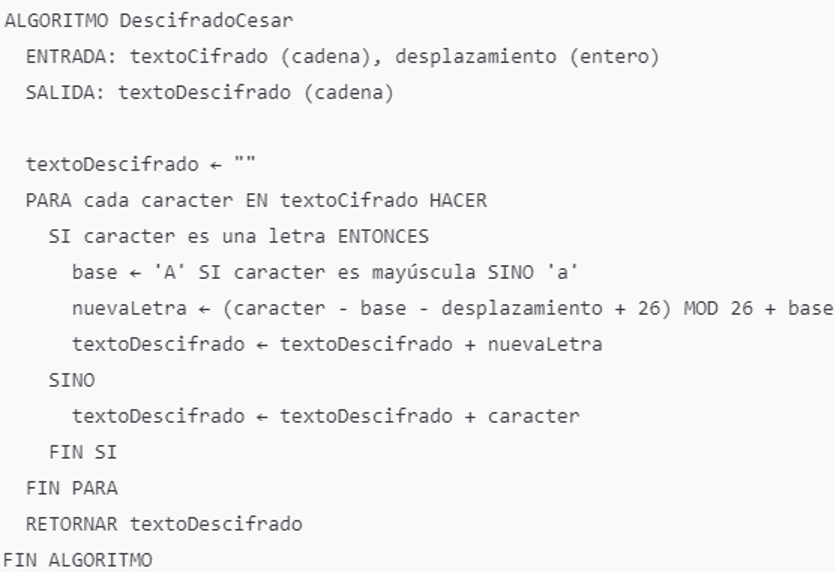 ALGORITMO DescifradoCesar
ENTRADA: textoCifrado (cadena), desplazamiento (entero)
SALIDA: textoDescifrado (cadena)
textoDescifrado ← ""
PARA cada caracter EN textoCifrado HACER
SI caracter es una letra ENTONCES
base ← 'A' SI caracter es mayúscula SINO 'a'
nuevaLetra ← (caracter - base - desplazamiento + 26) MOD 26 + base
textoDescifrado ← textoDescifrado + nuevaLetra
SINO
textoDescifrado ← textoDescifrado + caracter
FIN SI
FIN PARA
RETORNAR textoDescifrado
FIN ALGORITMO